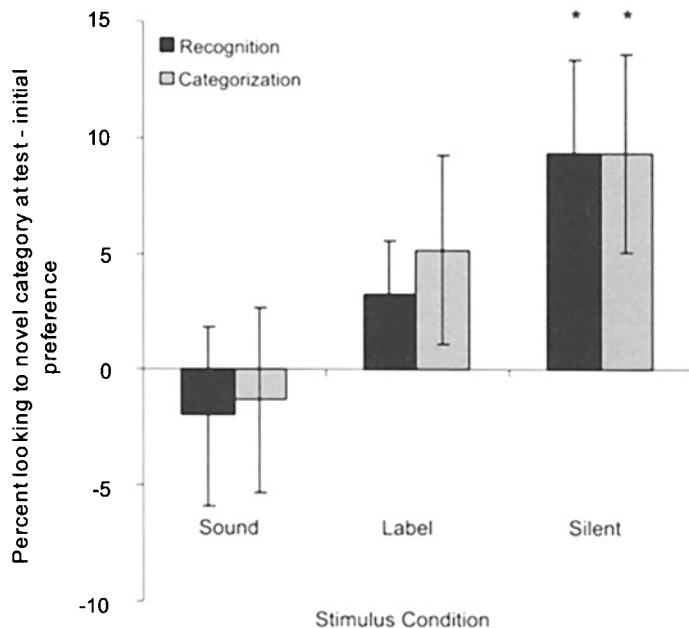 15
* *
Recognition
Categorization
10
5
0
-5
-10
Percent looking to novel category at test - initial
preference
Sound Label Silent
Stimulus Condition